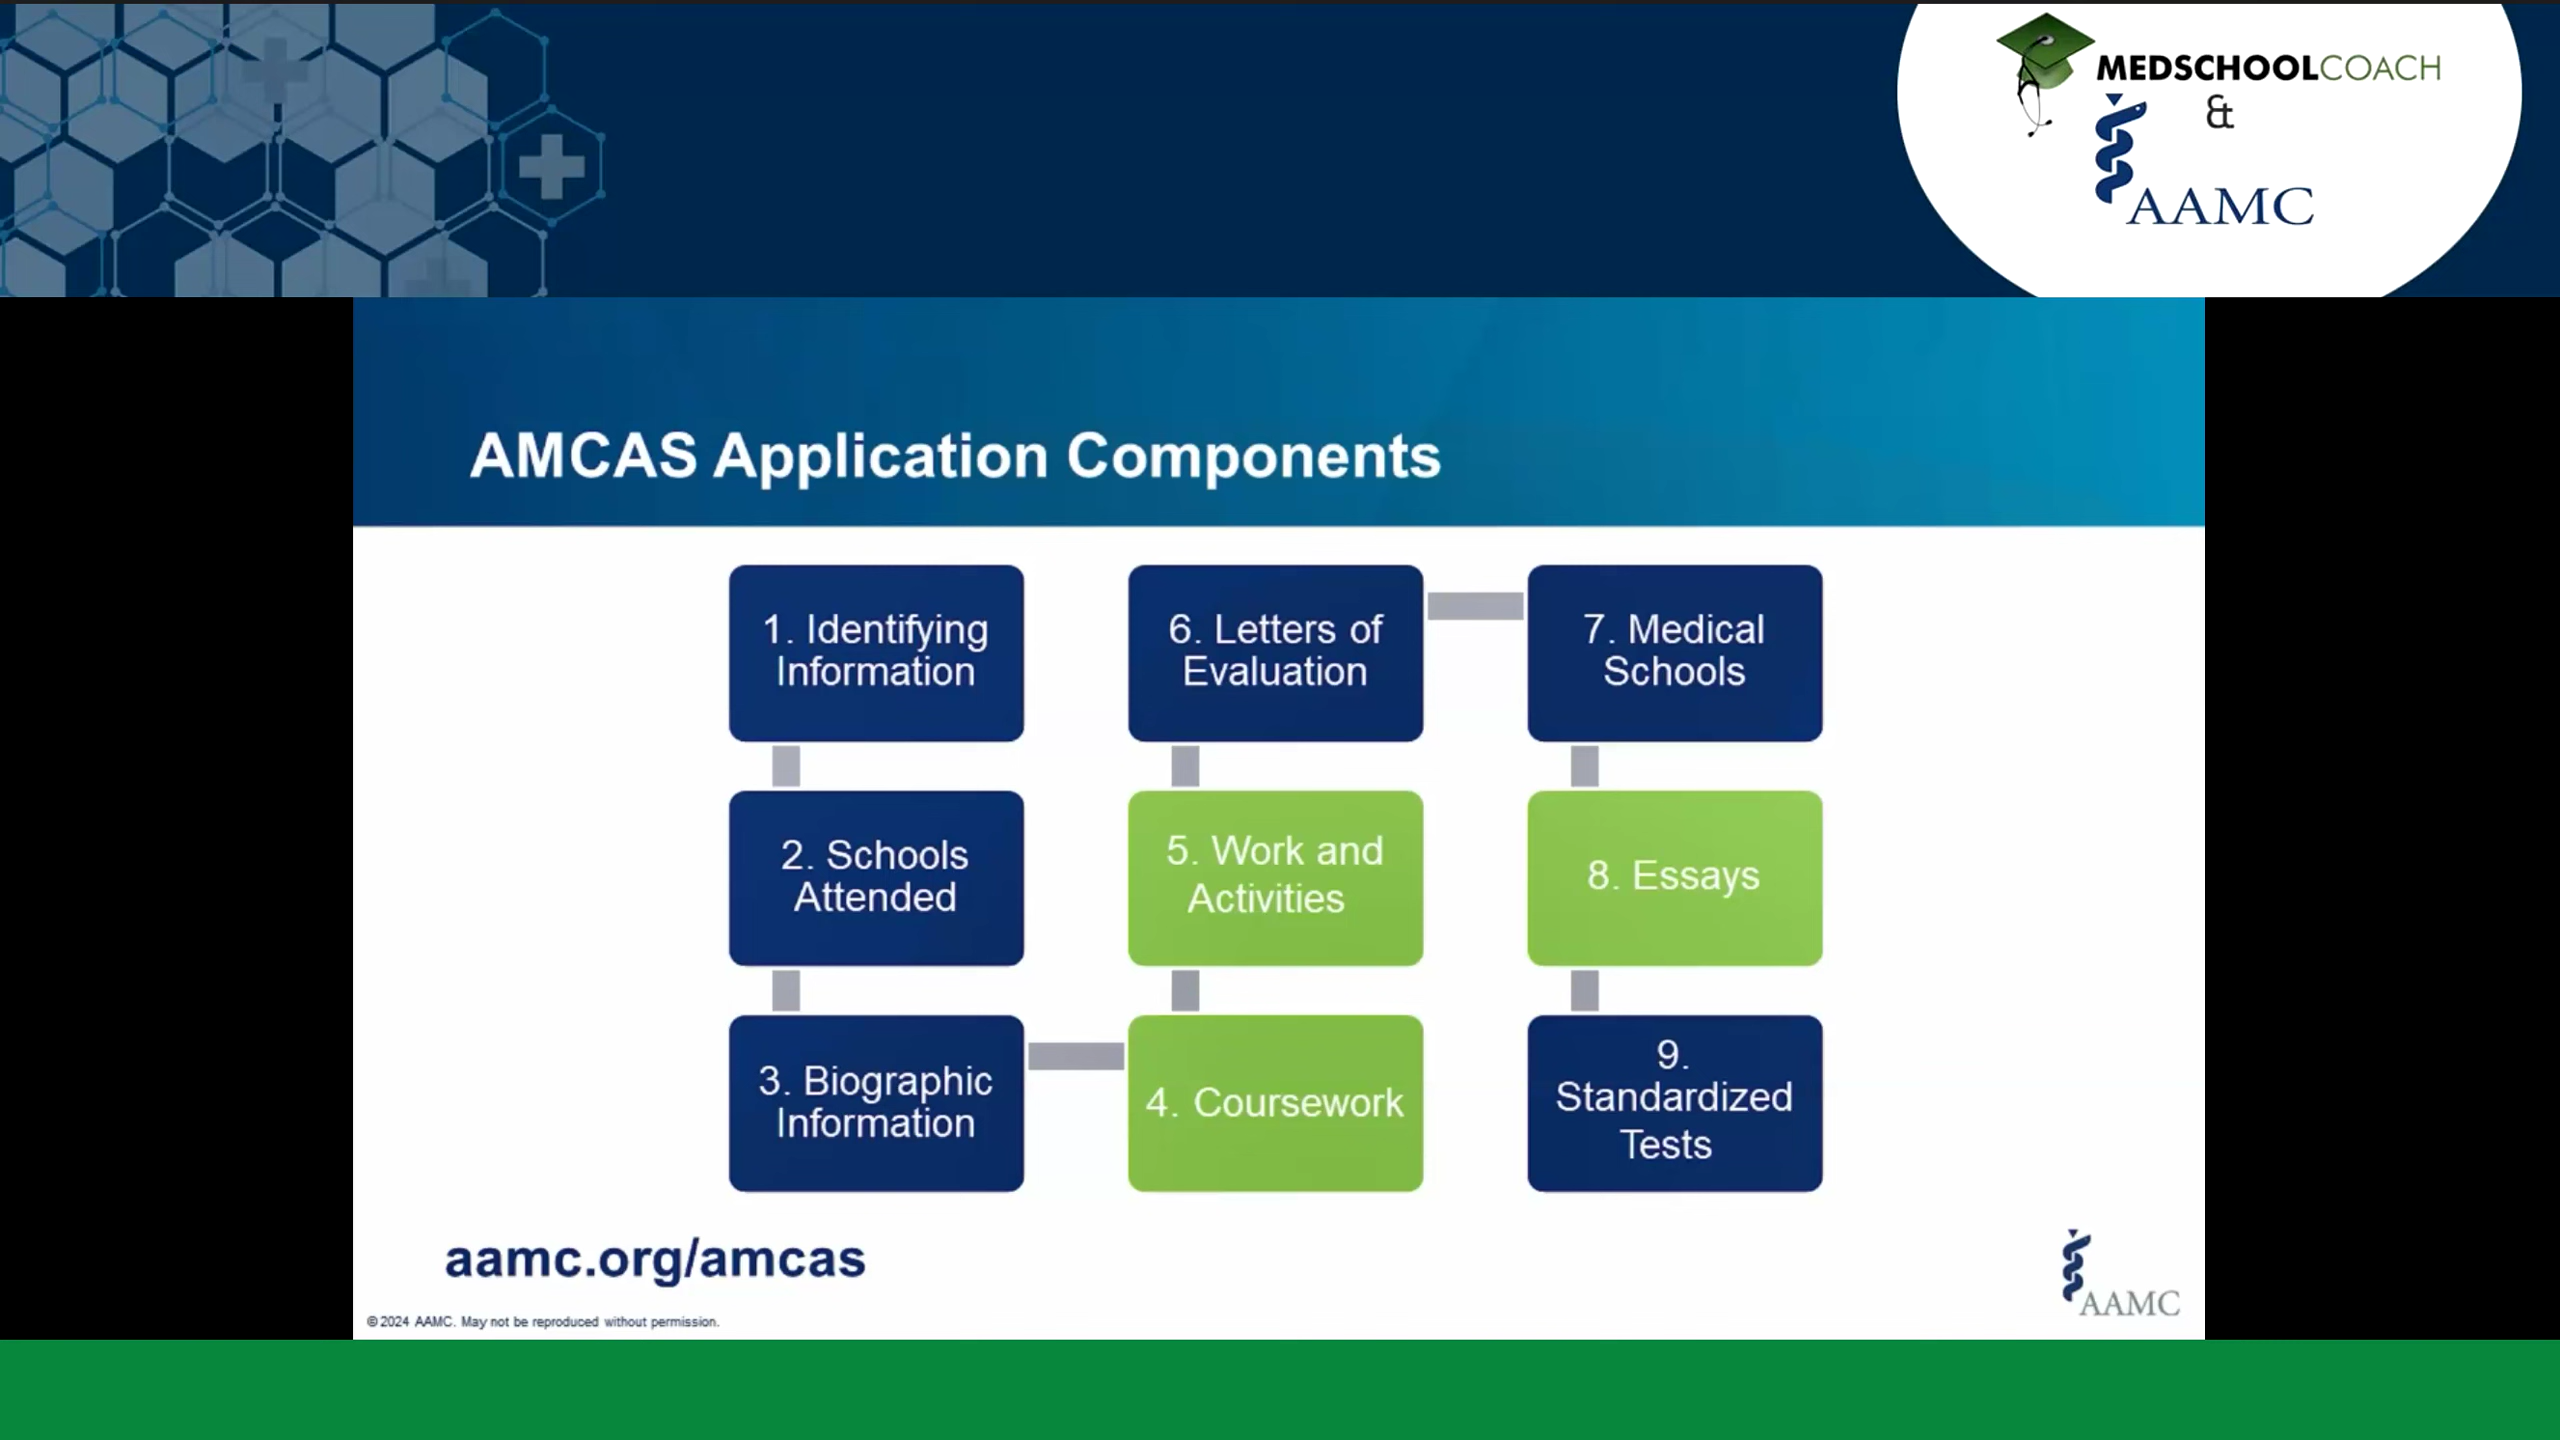 MEDSCHOOLCOACH
&
AAMC
AMCAS Application Components
1. Identifying
Information
2. Schools
Attended
3. Biographic
Information
4. Coursework
5. Work and
Activities
6. Letters of
Evaluation
7. Medical
Schools
8. Essays
9.
Standardized
Tests
aamc.org/amcas
© 2024 AAMC. May not be reproduced without permission.
AAMC